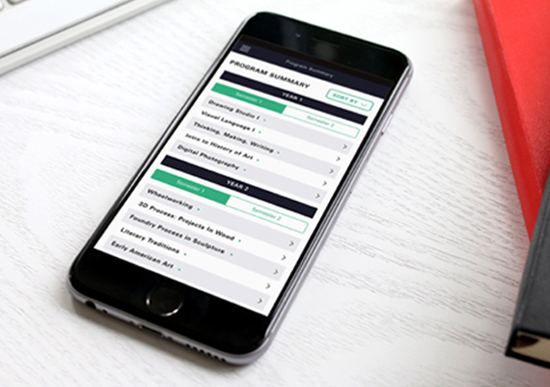 Program Summary
PROGRAM SUMMARY
SORT BY
YEAR 1
Semester 1
Semester 2
Drawing Studio I
Visual Language I
Thinking, Making, Writing
Intro to History of Art
Digital Photography
YEAR 2
Semester 1
Semester 2
Wheelworking
3D Process: Projects in Wood
Foundry Process in Sculpture
Literary Traditions
Early American Art